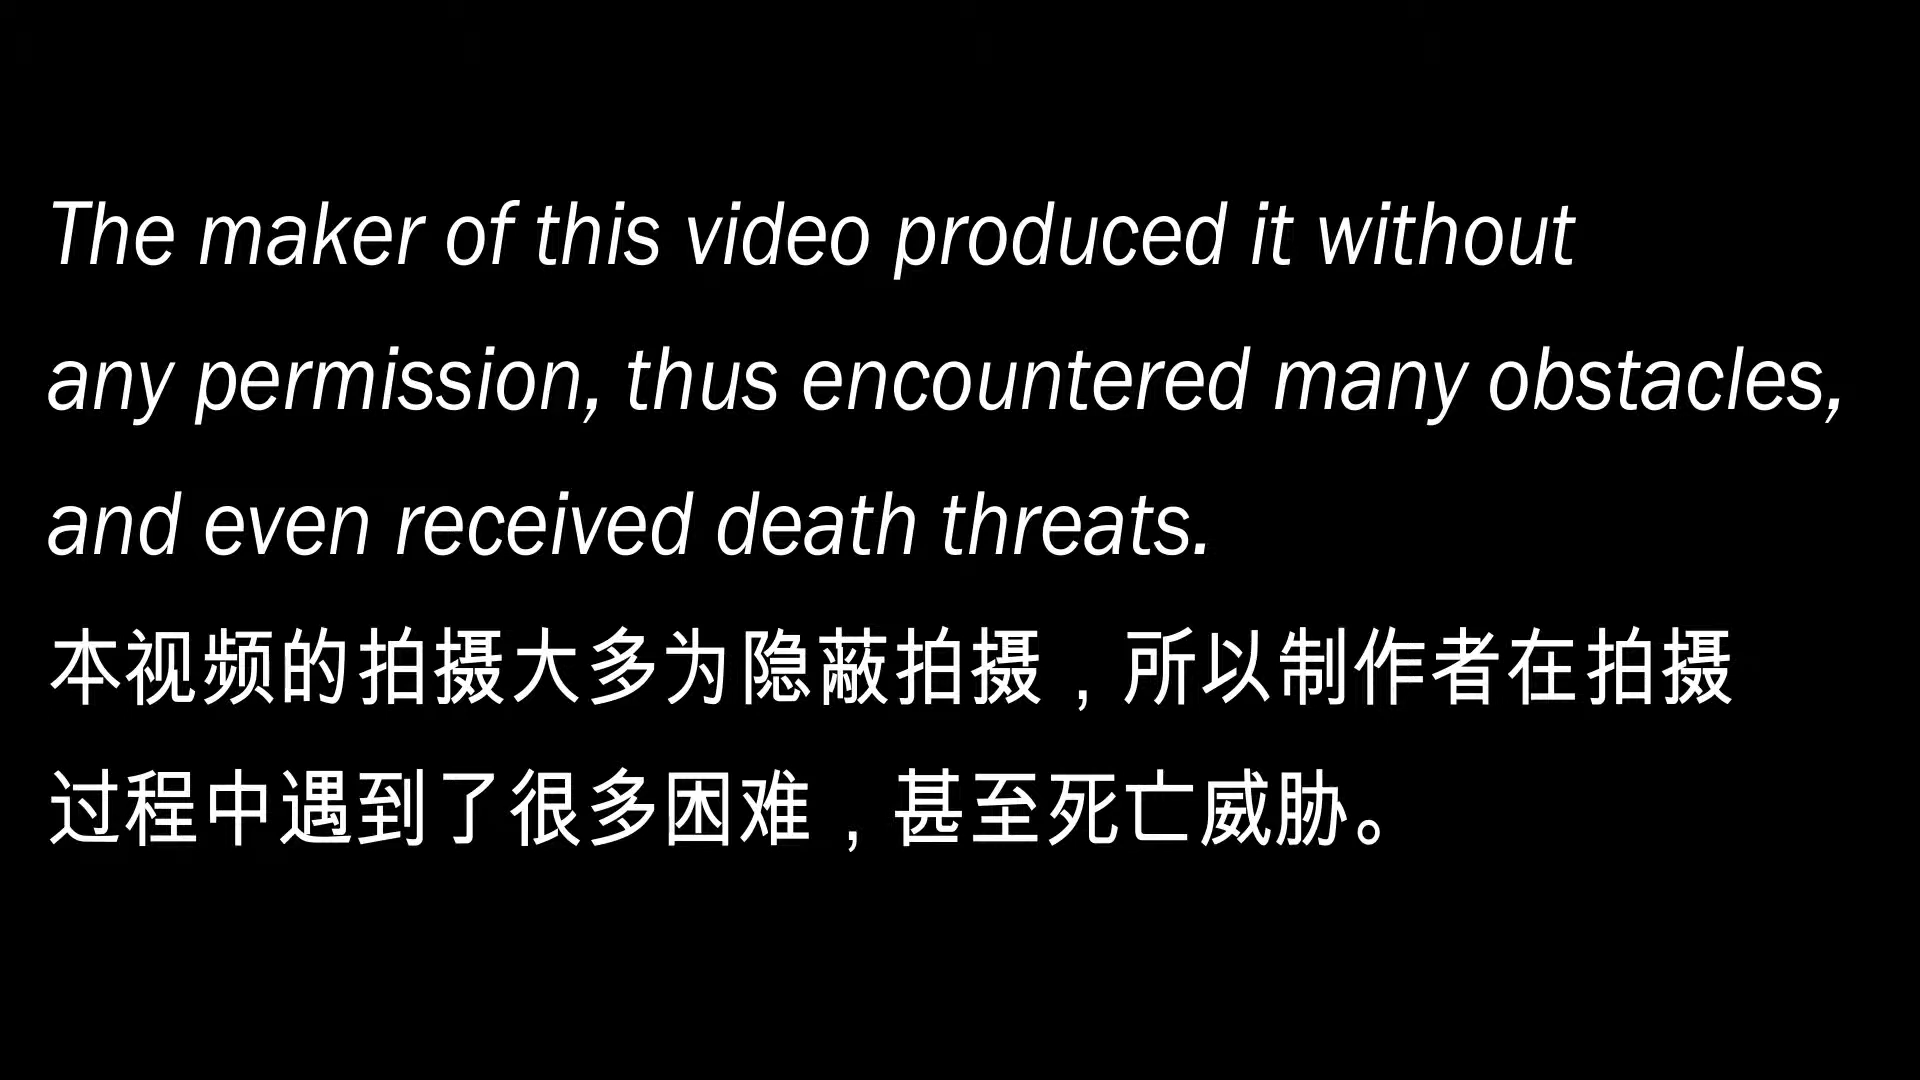 The maker of this video produced it without
any permission, thus encountered many obstacles,
and even received death threats.
本视频的拍摄大多为隐蔽拍摄，所以制作者在拍摄
过程中遇到了很多困难，甚至死亡威胁。